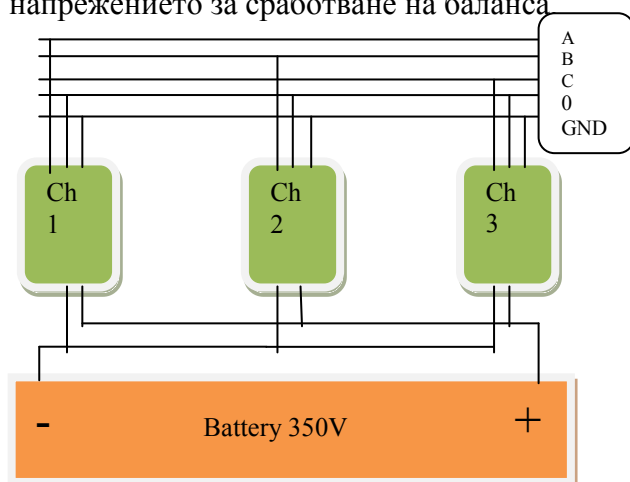 напрежението за сработване на баланса
A
B
C
0
GND
Ch
1
Ch
2
Ch
3
-
Battery 350V
+